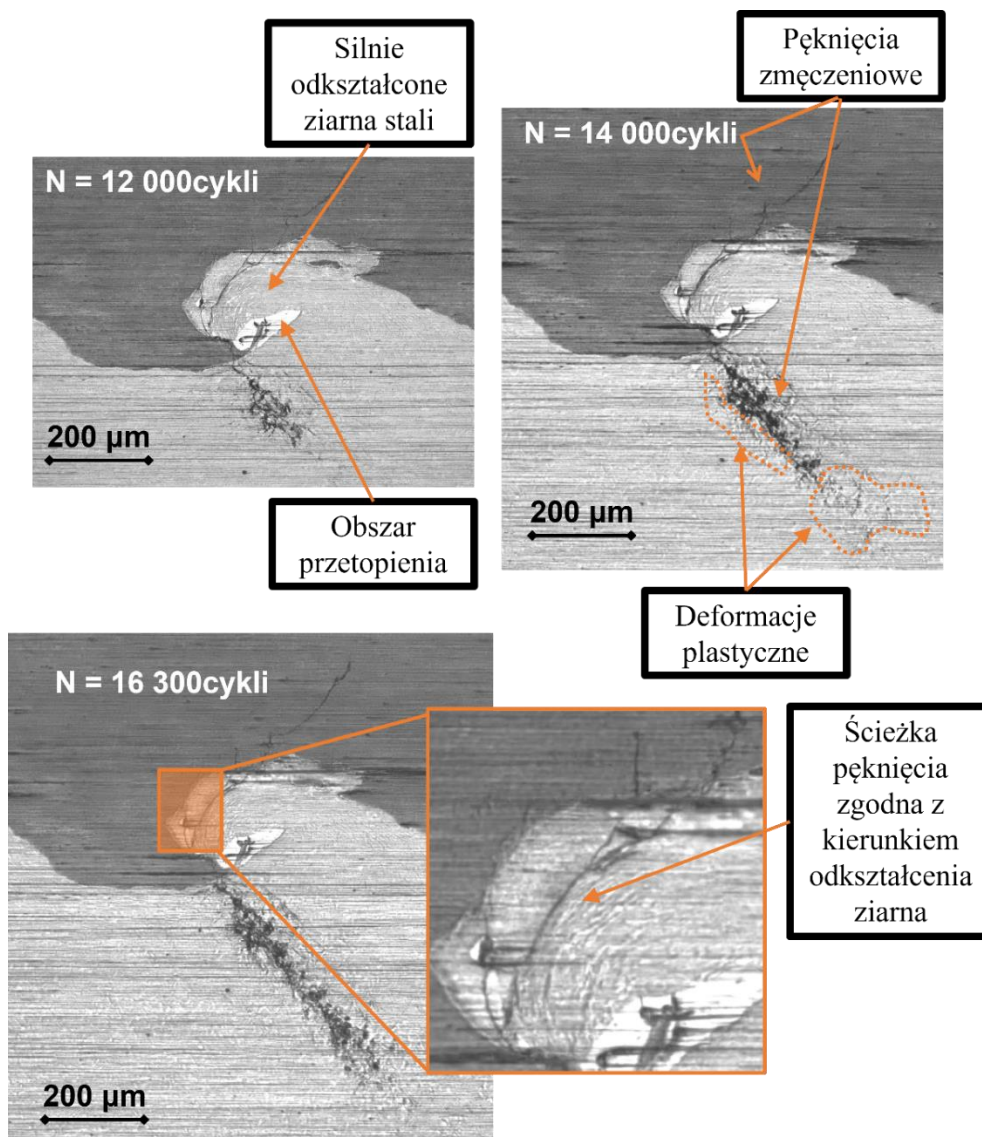 Silnie
odkształcone
ziarna stali
Pęknięcia
zmęczeniowe
N = 12 000cykli
N = 14 000cykli
200 µm
200 µm
Obszar
przetopienia
Deformacje
plastyczne
N = 16 300cykli
Ścieżka
pęknięcia
zgodna z
kierunkiem
odkształcenia
ziarna
200 µm